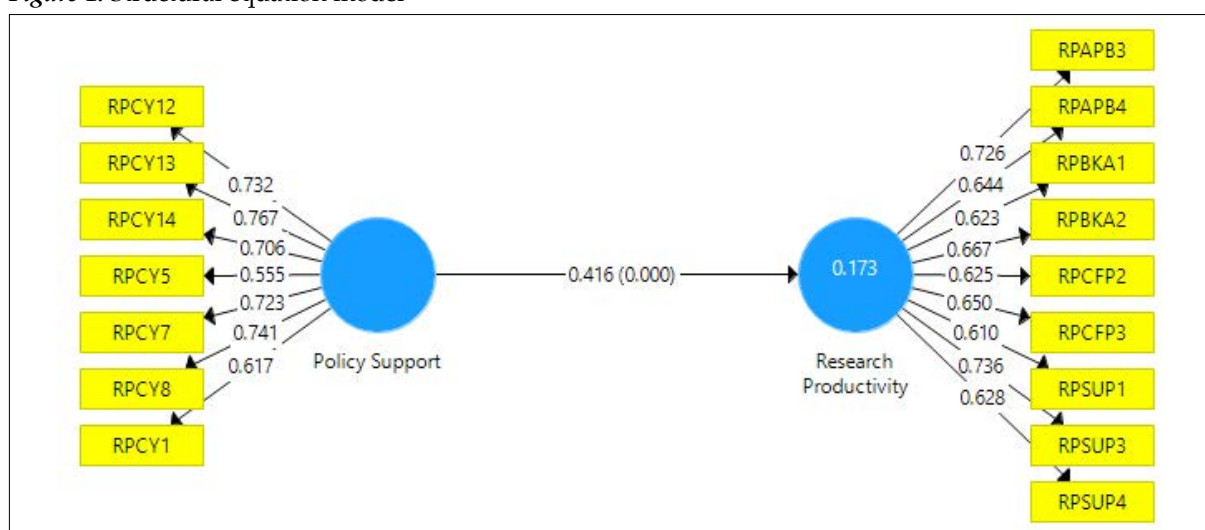 RPCY12
RPCY13
RPCY14
RPCY5
RPCY7
RPCY8
RPCY1
0.732
0.767
0.706
0.555
0.723
0.741
0.617
Policy Support
0.416 (0.000)
0.173
Research
Productivity
0.726
0.644
0.623
0.667
0.625
0.650
0.610
0.736
0.628
RPAPB3
RPAPB4
RPBKA1
RPBKA2
RPCFP2
RPCFP3
RPSUP1
RPSUP3
RPSUP4